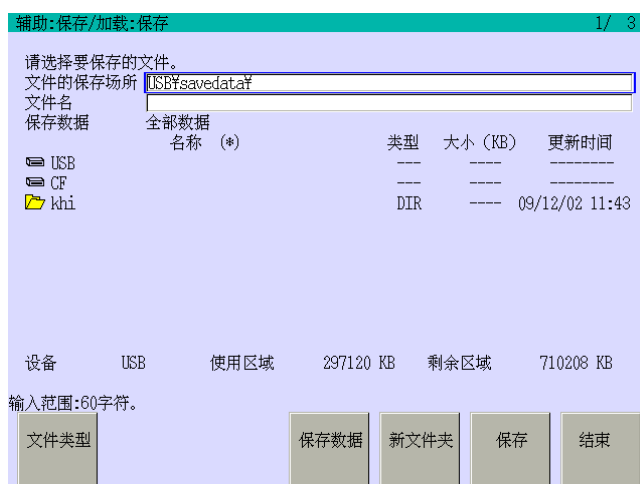 辅助:保存/加载:保存 1/ 3
请选择要保存的文件。
文件的保存场所 USB¥savedata¥
文件名
保存数据 全部数据
名称 (*) 类型 大小 (KB) 更新时间
USB --- ---- --------
CF --- ---- --------
khi DIR ---- 09/12/02 11:43
设备 USB 使用区域 297120 KB 剩余区域 710208 KB
输入范围:60字符。
文件类型 保存数据 新文件夹 保存 结束